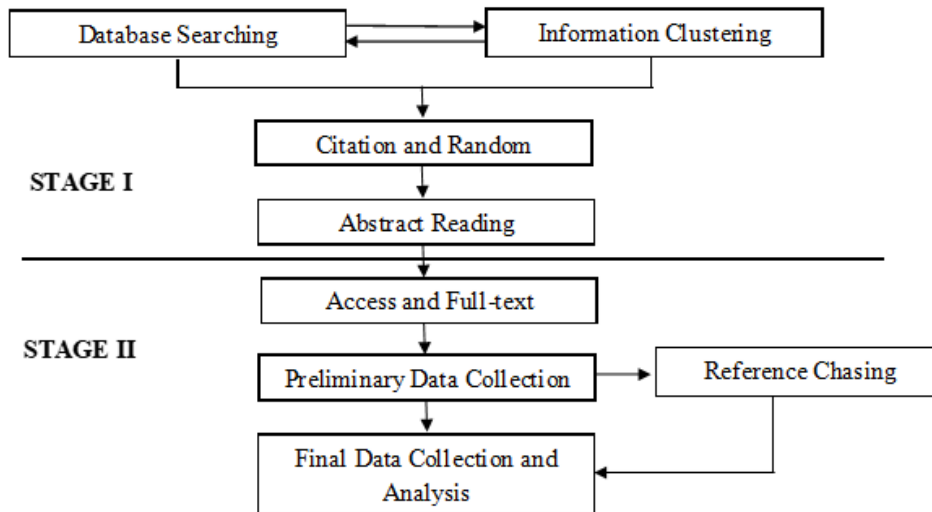 Database Searching
Information Clustering
Citation and Random
STAGE I
Abstract Reading
Access and Full-text
STAGE II
Preliminary Data Collection
Reference Chasing
Final Data Collection and
Analysis